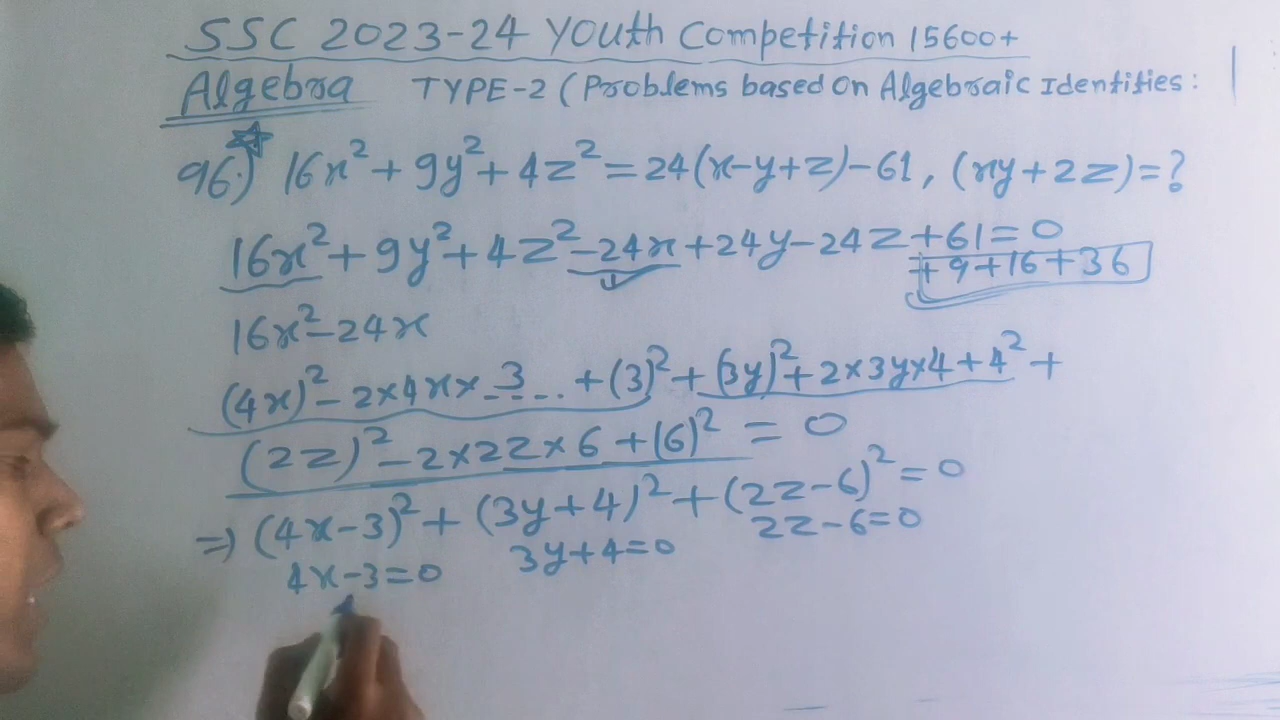 SSC 2023-24 Youth Competition 15600+
Algebra TYPE-2 (Problems based on Algebraic Identities:
96.) 16x² + 9y² + 4z² = 24(x-y+z)-61, (xy+2z)=?
16x² + 9y² + 4z² - 24x + 24y - 24z + 61 = 0
+ 9 + 16 + 36
16x² - 24x
(4x)² - 2×4x× 3 .... + (3)² + (3y)² + 2×3y×4 + 4² +
(2z)² - 2×2z×6 + (6)² = 0
⇒ (4x-3)² + (3y+4)² + (2z-6)² = 0
4x-3=0 3y+4=0 2z-6=0